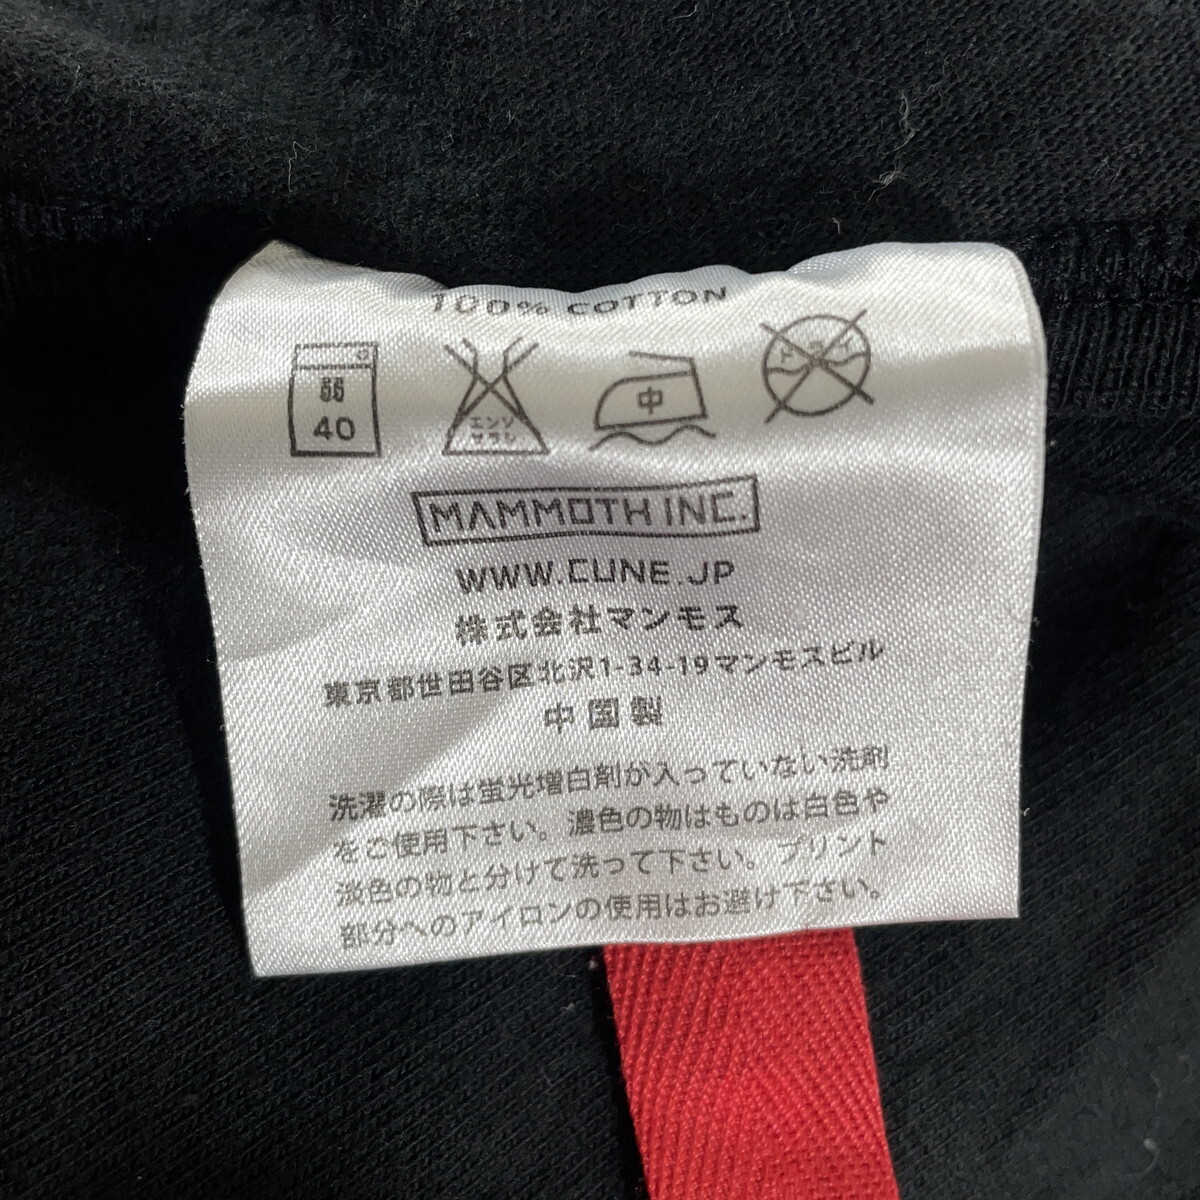 100% COTTON
40
エンソ
サラシ
中
ドライ
MAMMOTH INC.
WWW.CUNE.JP
株式会社マンモス
東京都世田谷区北沢1-34-19マンモスビル
中国製
洗濯の際は蛍光増白剤が入っていない洗剤
をご使用下さい。濃色の物はものは白色や
淡色の物と分けて洗って下さい。プリント
部分へのアイロンの使用はお避け下さい。